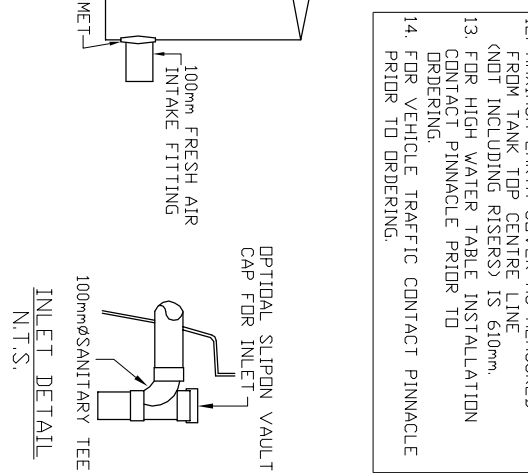 FROM TANK TOP CENTRE LINE
(NOT INCLUDING RISERS) IS 610mm.
13. FOR HIGH WATER TABLE INSTALLATION
CONTACT PINNACLE PRIOR TO
ORDERING.
14. FOR VEHICLE TRAFFIC CONTACT PINNACLE
PRIOR TO ORDERING.
MET
100mm FRESH AIR
INTAKE FITTING
OPTIOAL SLIPON VAULT
CAP FOR INLET
100mmØSANITARY TEE
INLET DETAIL
N.T.S.